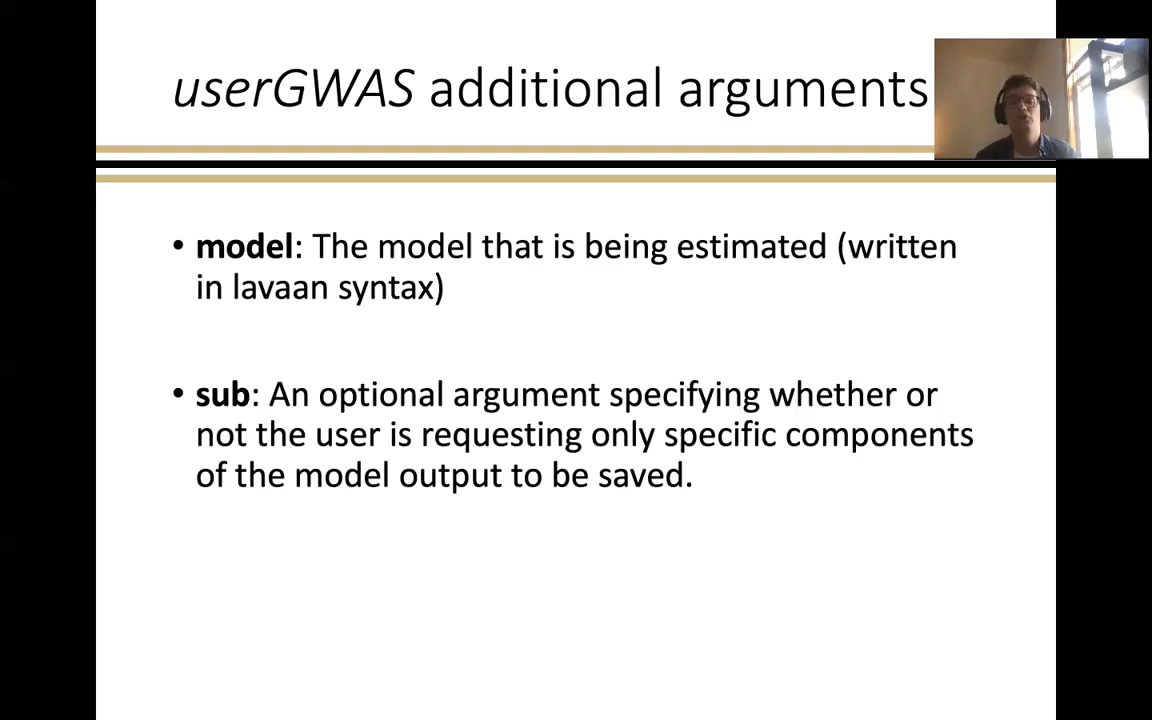 userGWAS additional arguments
• model: The model that is being estimated (written
in lavaan syntax)
• sub: An optional argument specifying whether or
not the user is requesting only specific components
of the model output to be saved.